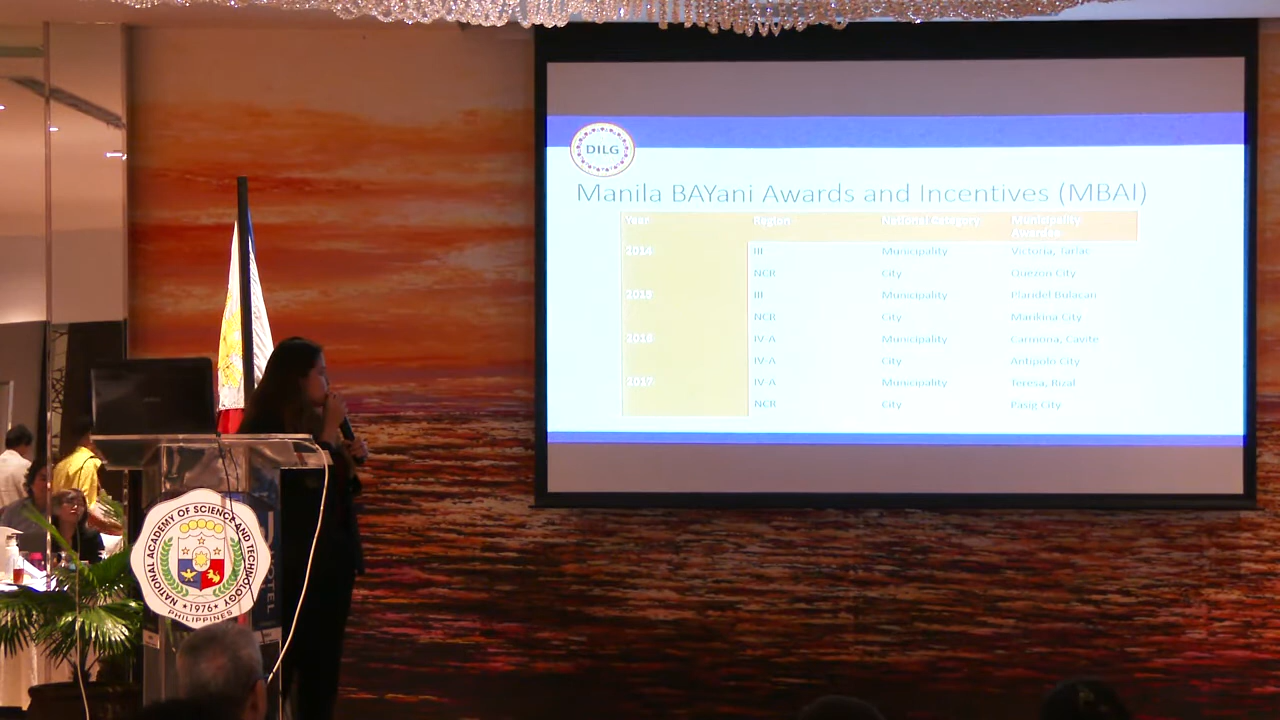 DILG
Manila BAYani Awards and Incentives (MBAI)
Year Region National Category Municipality Awardee
2014 III Municipality Victoria, Tarlac
NCR City Quezon City
2015 III Municipality Plaridel Bulacan
NCR City Marikina City
2016 IV-A Municipality Carmona, Cavite
IV-A City Antipolo City
2017 IV-A Municipality Teresa, Rizal
NCR City Pasig City
NATIONAL ACADEMY OF SCIENCE AND TECHNOLOGY
★1976★
PHILIPPINES
HOTEL